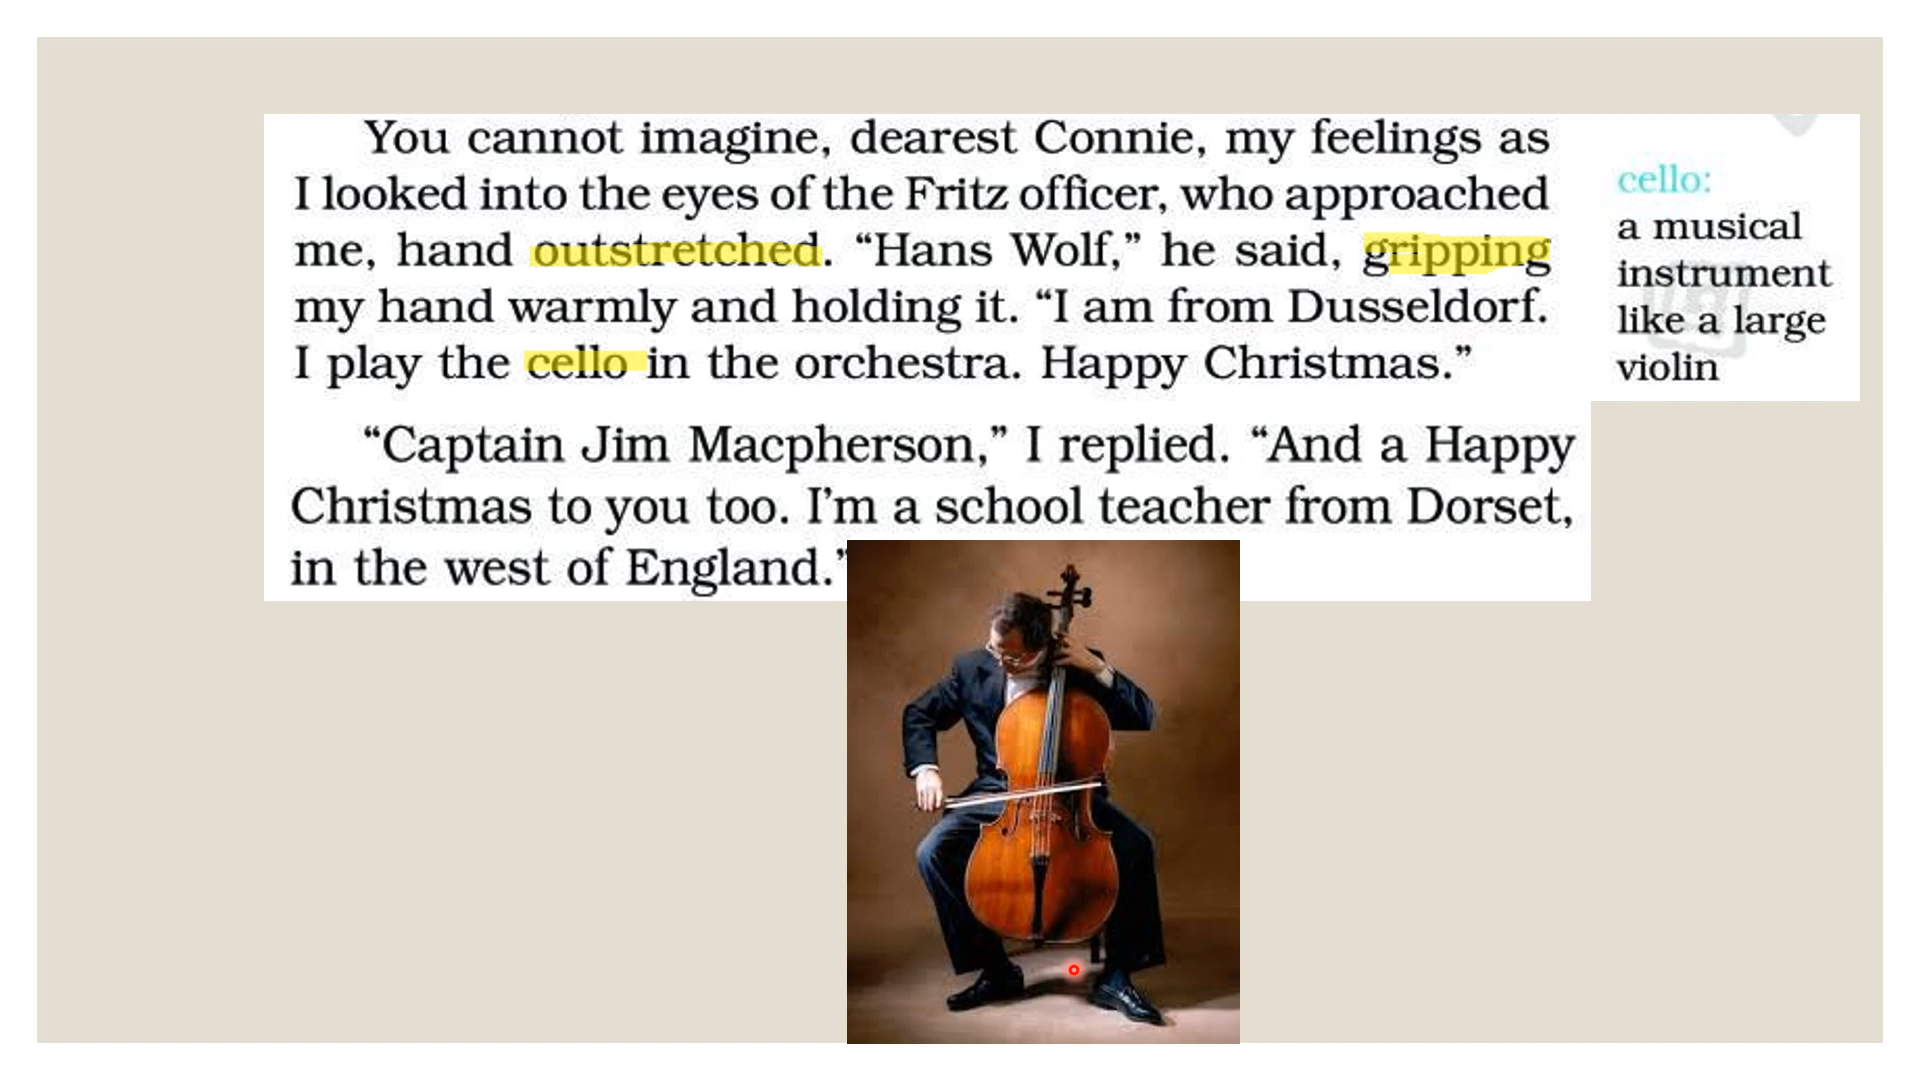 You cannot imagine, dearest Connie, my feelings as
I looked into the eyes of the Fritz officer, who approached
me, hand outstretched. “Hans Wolf,” he said, gripping
my hand warmly and holding it. “I am from Dusseldorf.
I play the cello in the orchestra. Happy Christmas.”
“Captain Jim Macpherson,” I replied. “And a Happy
Christmas to you too. I’m a school teacher from Dorset,
in the west of England.”
cello:
a musical
instrument
like a large
violin